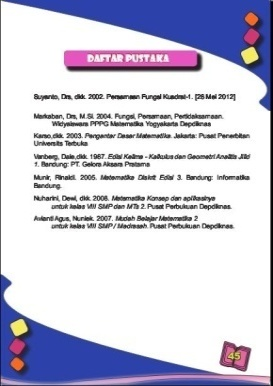 DAFTAR PUSTAKA
Suyanto, Drs, dkk. 2002. Persamaan Fungsi Kuadrat-1. [28 Mei 2012]
Markaban, Drs, M.Si. 2004. Fungsi, Persamaan, Pertidaksamaan.
Widyaiswara PPPG Matematika Yogyakarta Depdiknas
Karso,dkk. 2003. Pengantar Dasar Matematika. Jakarta: Pusat Penerbitan
Universits Terbuka
Vanberg, Dale,dkk. 1987. Edisi Kelima - Kalkulus dan Geometri Analitis Jilid
1. Bandung: PT. Gelora Aksara Pratama
Munir, Rinaldi. 2005. Matematika Diskrit Edisi 3. Bandung: Informatika
Bandung.
Nuharini, Dewi, dkk. 2008. Matematika Konsep dan aplikasinya
untuk kelas VIII SMP dan MTs 2. Pusat Perbukuan Depdiknas.
Avianti Agus, Nuniek. 2007. Mudah Belajar Matematika 2
untuk kelas VIII SMP / Madrasah. Pusat Perbukuan Depdiknas.
45